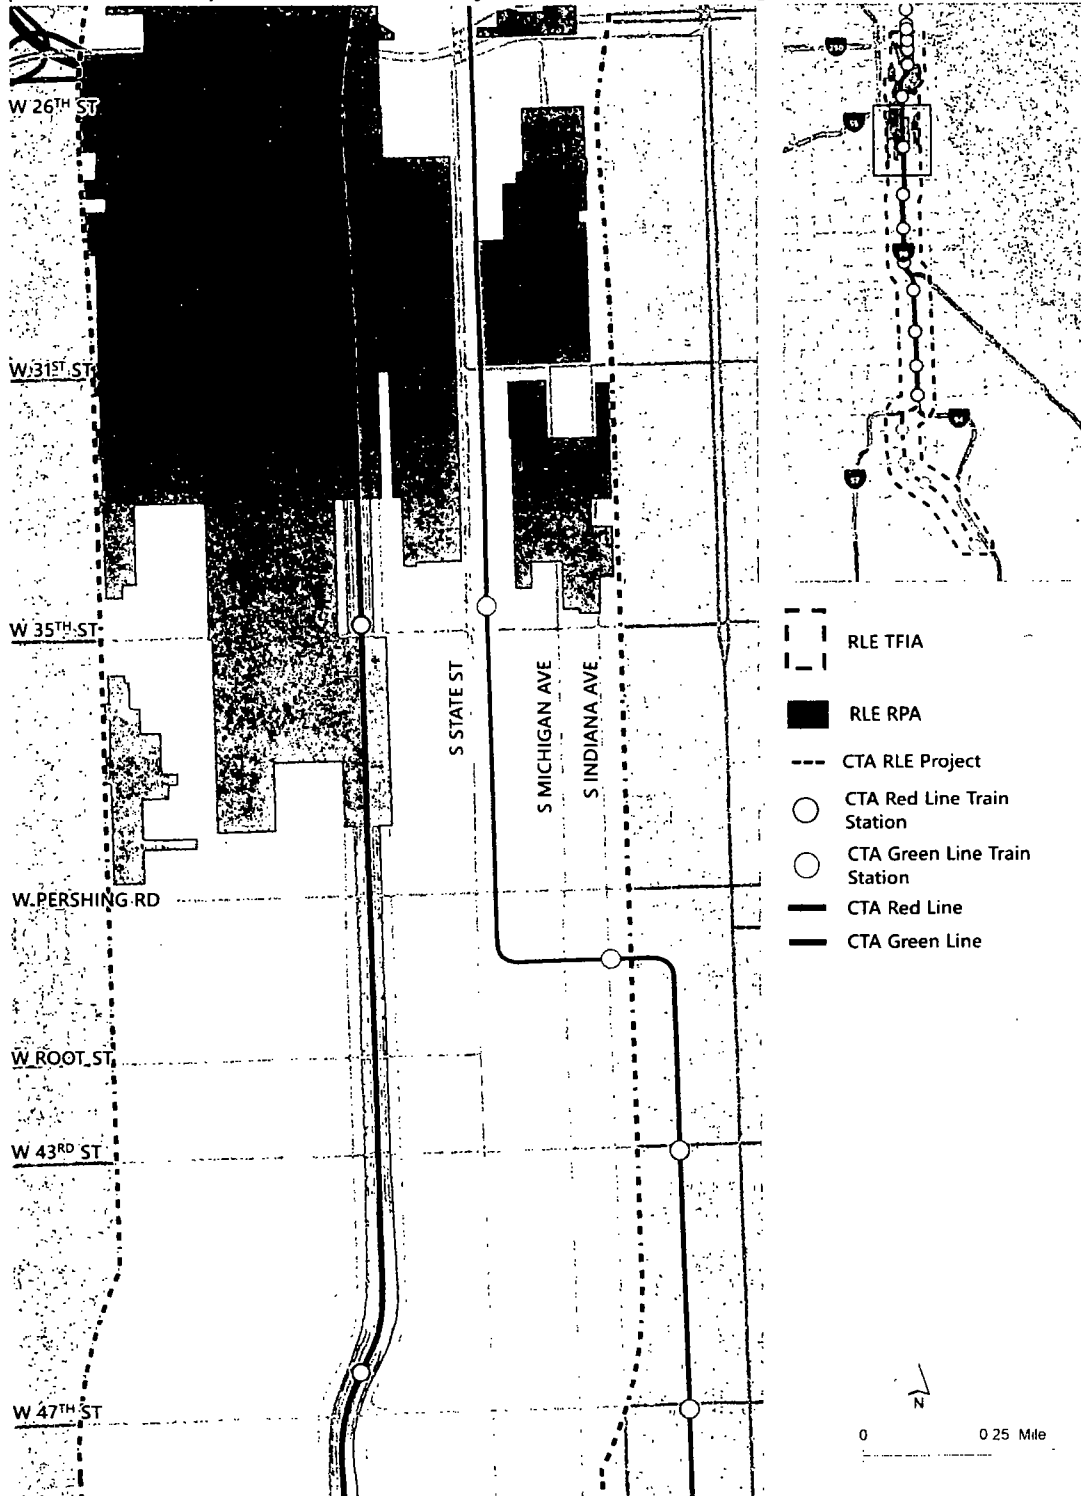 W 26TH ST
W 31ST ST
W 35TH ST
S STATE ST
S MICHIGAN AVE
S INDIANA AVE
W PERSHING RD
W ROOT ST
W 43RD ST
W 47TH ST
RLE TFIA
RLE RPA
CTA RLE Project
CTA Red Line Train
Station
CTA Green Line Train
Station
CTA Red Line
CTA Green Line
N
0
0 25 Mile